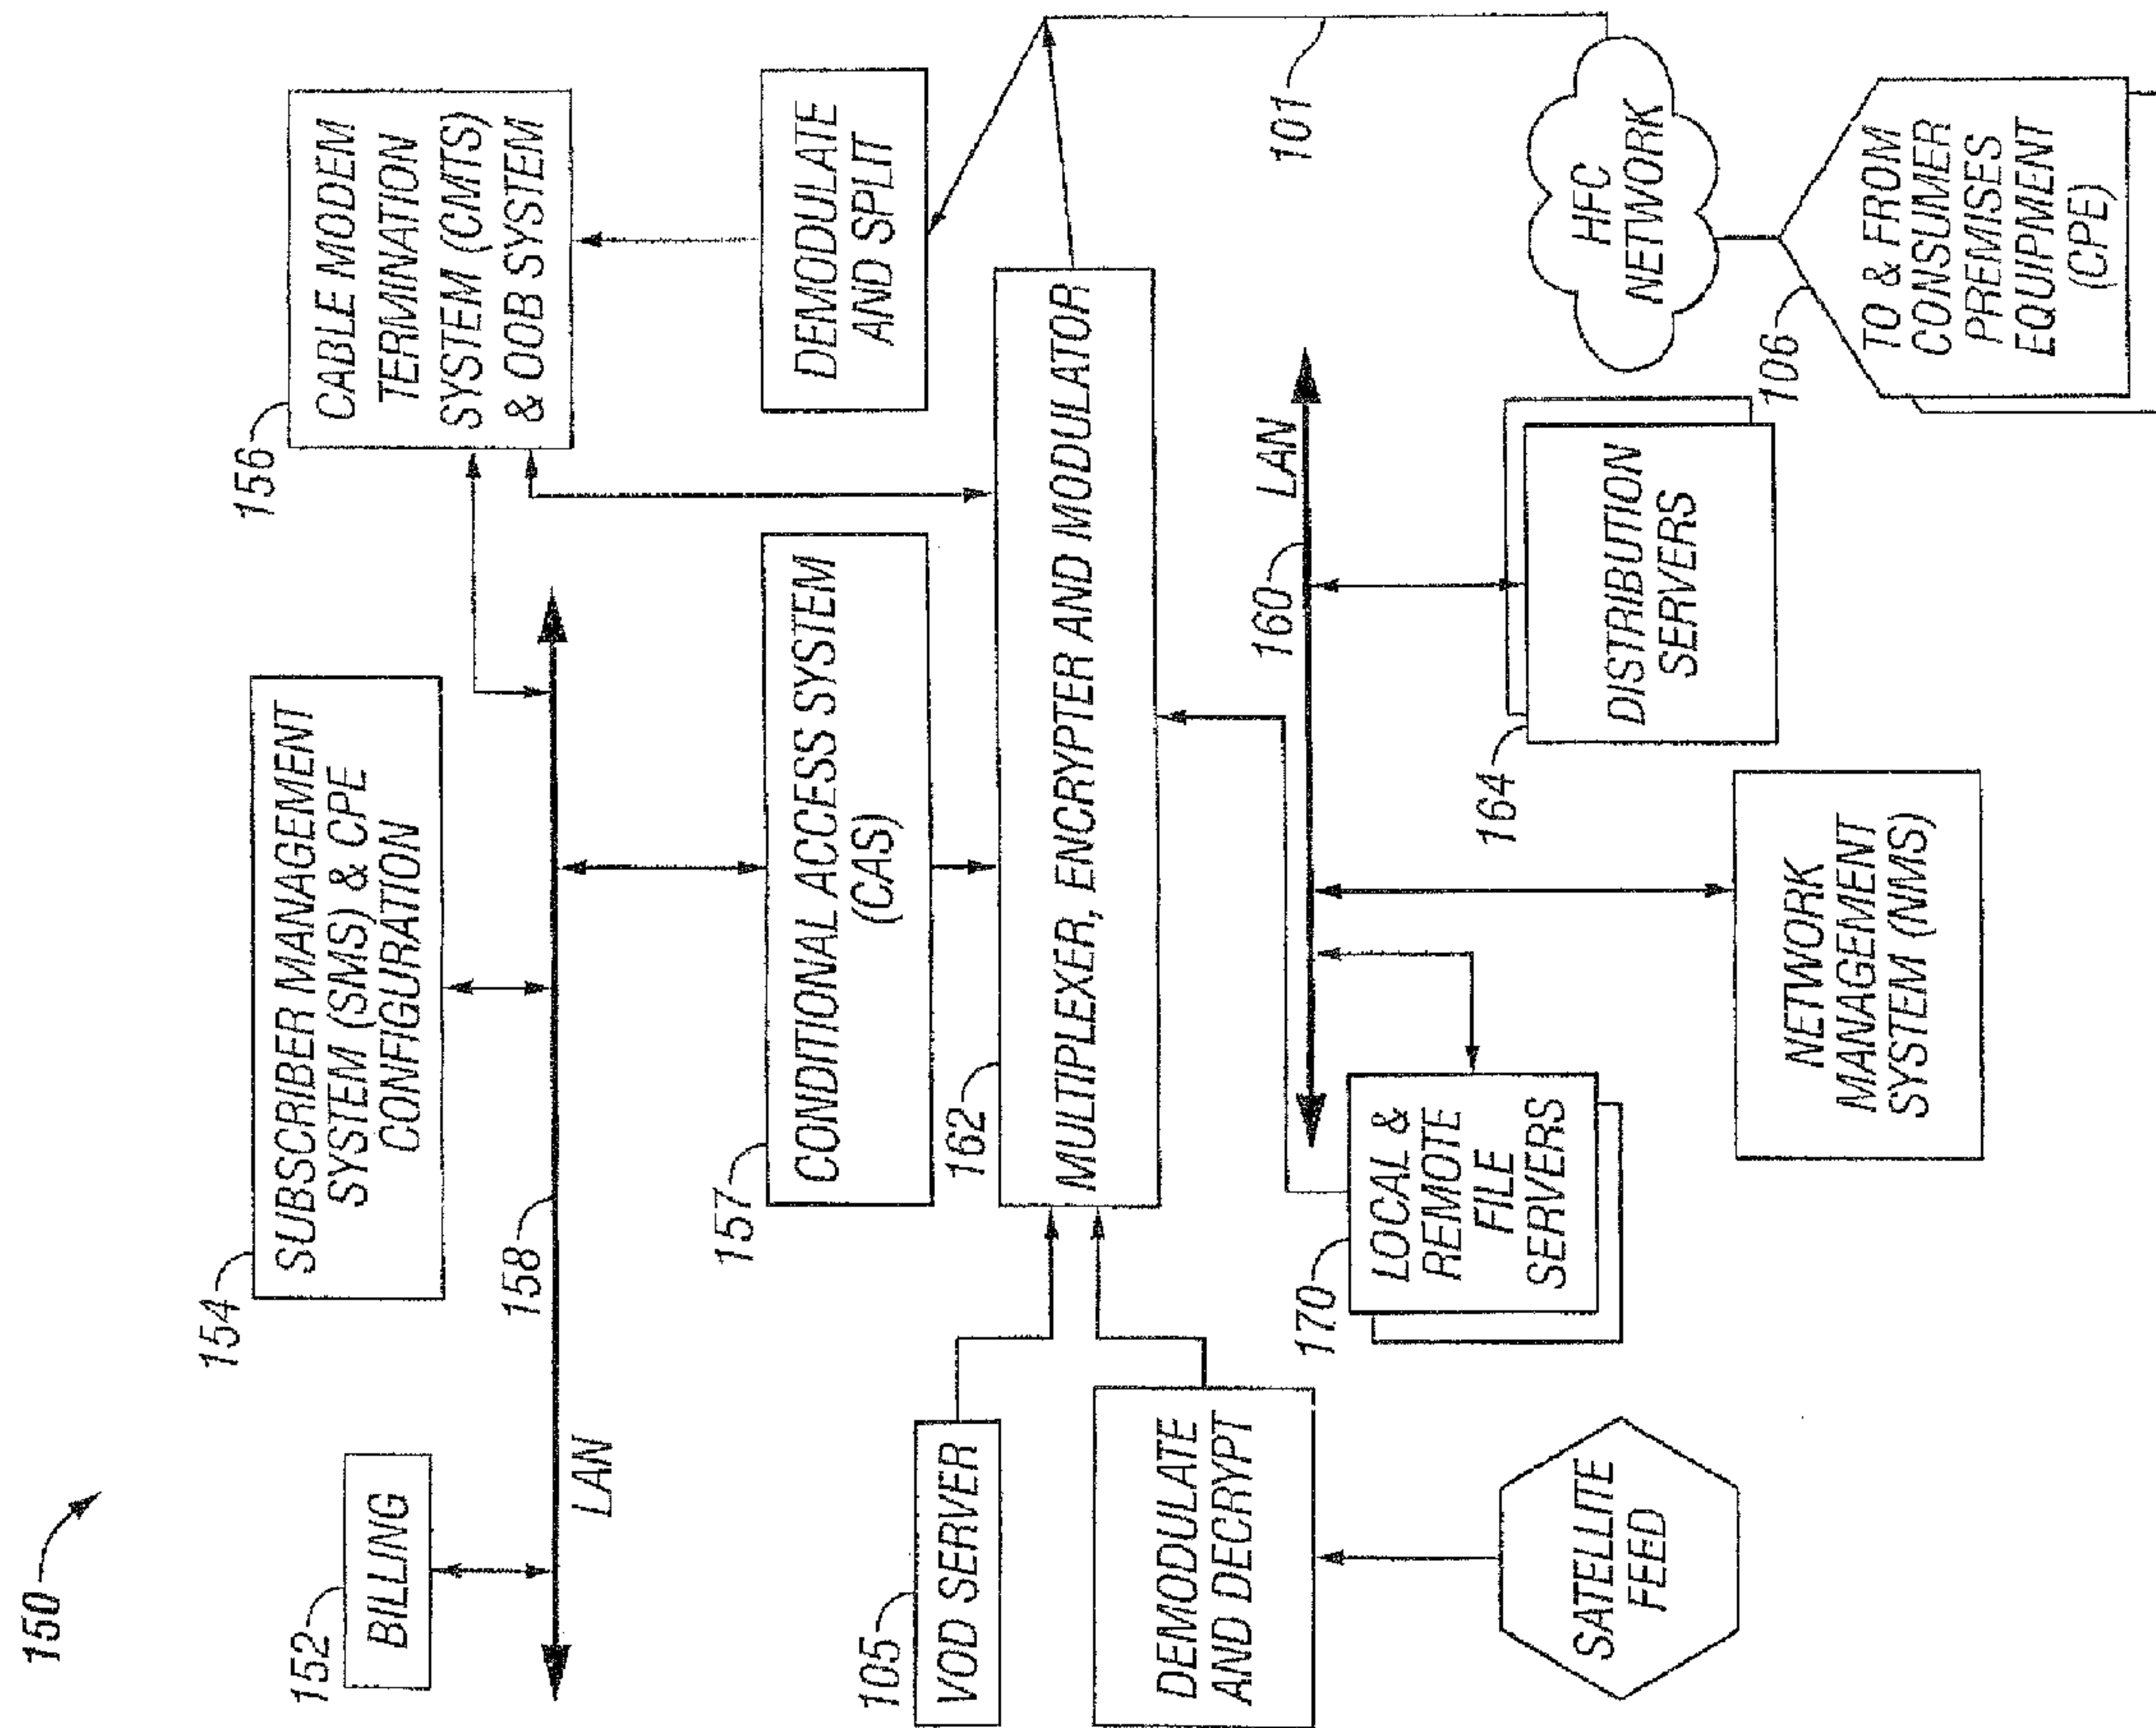 150
152
BILLING
154
SUBSCRIBER MANAGEMENT
SYSTEM (SMS) & CPE
CONFIGURATION
156
CABLE MODEM
TERMINATION
SYSTEM (CMTS)
& OOB SYSTEM
158
LAN
157
CONDITIONAL ACCESS SYSTEM
(CAS)
DEMODULATE
AND SPLIT
105
VOD SERVER
162
MULTIPLEXER, ENCRYPTER AND MODULATOR
DEMODULATE
AND DECRYPT
160
LAN
101
170
LOCAL &
REMOTE
FILE
SERVERS
164
DISTRIBUTION
SERVERS
HFC
NETWORK
SATELLITE
FEED
NETWORK
MANAGEMENT
SYSTEM (NMS)
106
TO & FROM
CONSUMER
PREMISES
EQUIPMENT
(CPE)